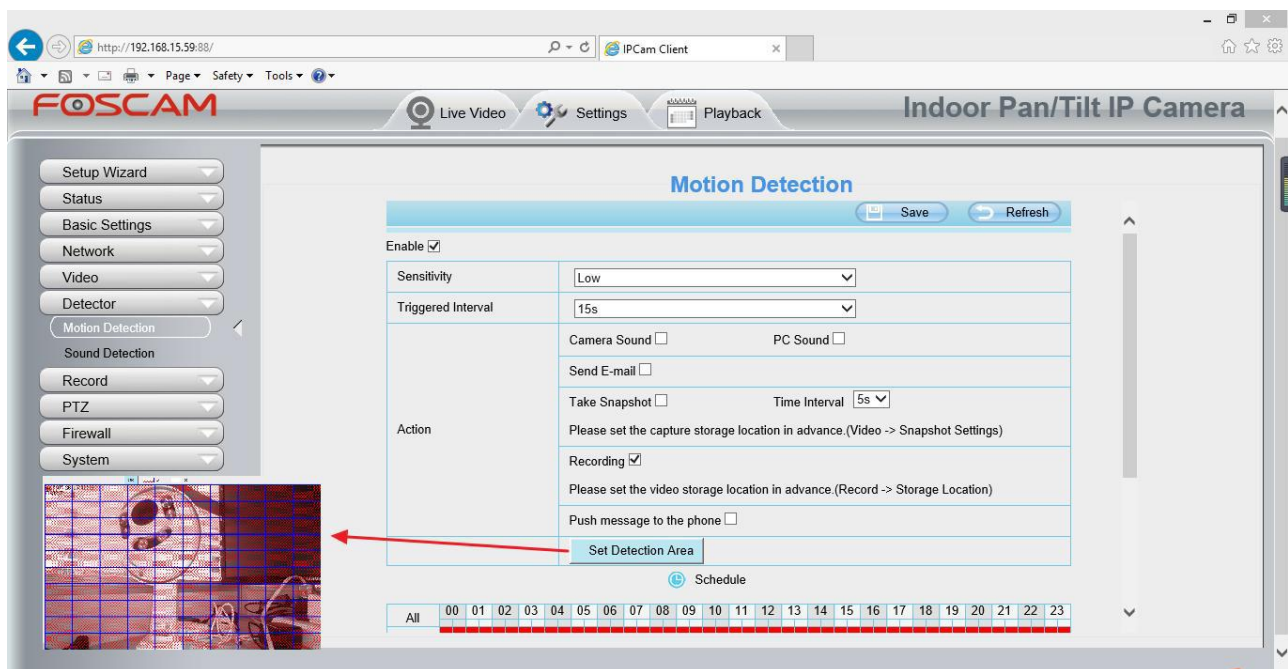 http://192.168.15.59:88/
IPCam Client
Page Safety Tools
FOSCAM
Live Video
Settings
Playback
Indoor Pan/Tilt IP Camera
Setup Wizard
Status
Basic Settings
Network
Video
Detector
Motion Detection
Sound Detection
Record
PTZ
Firewall
System
Motion Detection
Save Refresh
Enable
Sensitivity Low
Triggered Interval 15s
Action
Camera Sound PC Sound
Send E-mail
Take Snapshot Time Interval 5s
Please set the capture storage location in advance.(Video -> Snapshot Settings)
Recording
Please set the video storage location in advance.(Record -> Storage Location)
Push message to the phone
Set Detection Area
Schedule
All 00 01 02 03 04 05 06 07 08 09 10 11 12 13 14 15 16 17 18 19 20 21 22 23